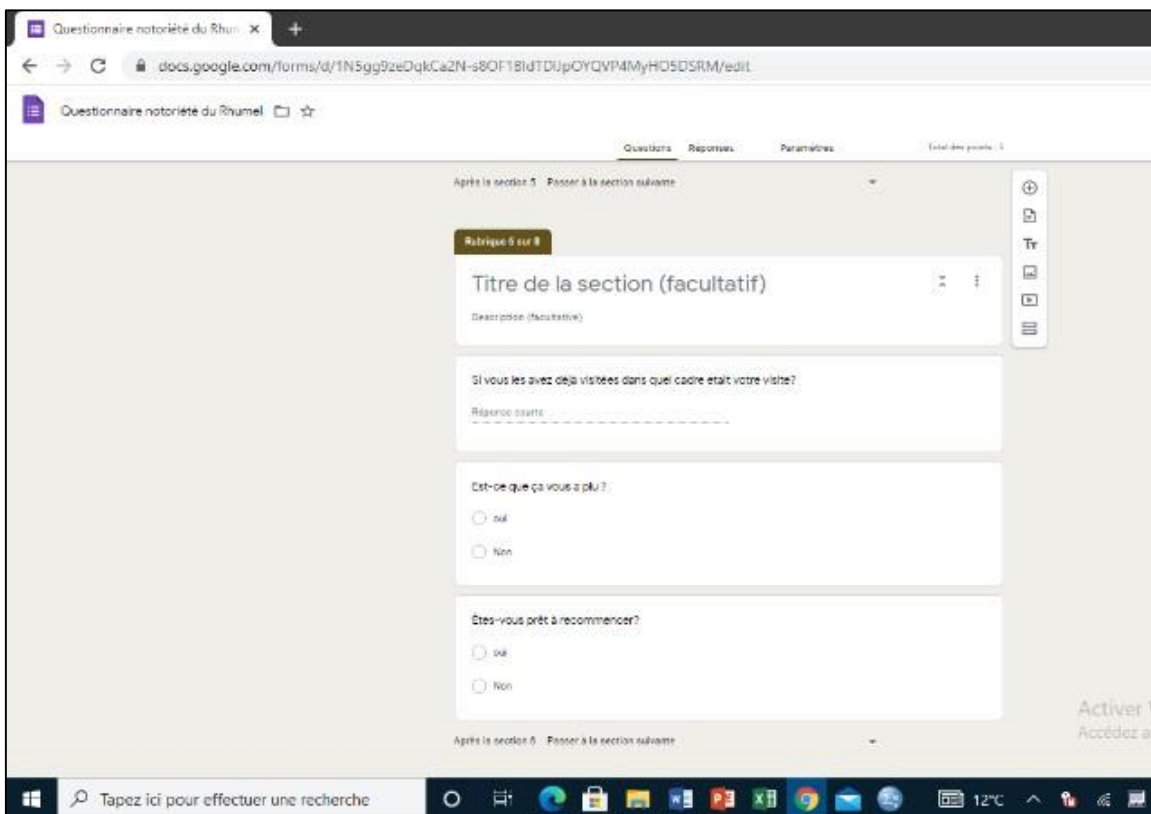 Questionnaire notoriété du Rhum
docs.google.com/forms/d/
/edit
Questionnaire notoriété du Rhumel
Questions Réponses Paramètres Total des points :
Après la section 5 Passer à la section suivante
Rubrique 6 sur 8
Titre de la section (facultatif)
Description (facultative)
Si vous les avez déjà visitées dans quel cadre etait votre visite?
Réponse courte
Est-ce que ça vous a plu ?
oui
Non
Êtes-vous prêt à recommencer?
oui
Non
Activer
Accédez a
Après la section 6 Passer à la section suivante
Tapez ici pour effectuer une recherche
12°C